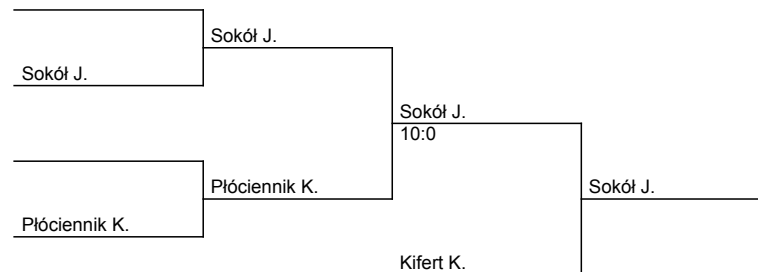 Sokół J.
Sokół J.
Sokół J.
10:0
Płóciennik K.
Sokół J.
Płóciennik K.
Kifert K.